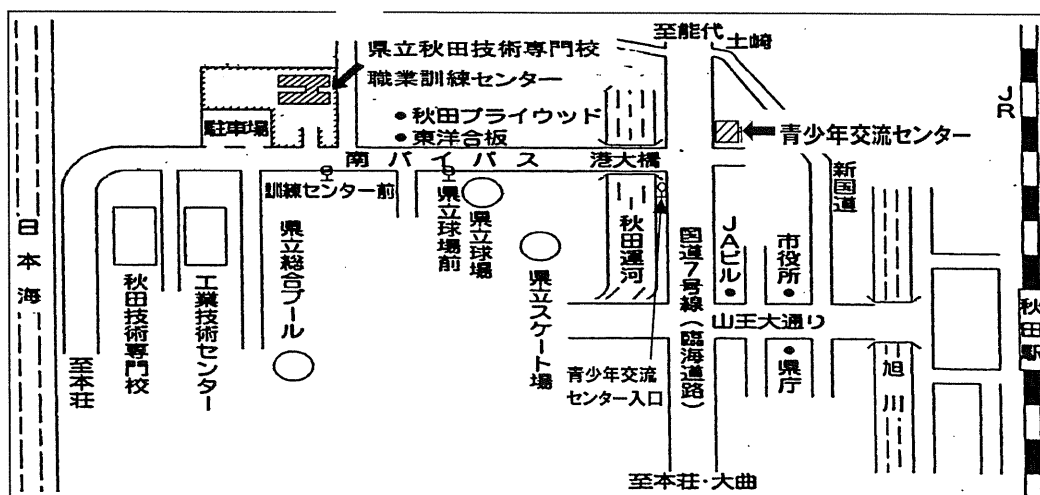 至能代
土崎
県立秋田技術専門校
職業訓練センター
JR
秋田プライウッド
東洋合板
駐車場
青少年交流センター
南バイパス
港大橋
訓練センター前
県立球場前
県立球場
新国道
日本海
秋田運河
国道7号線(臨海道路)
JAビル
市役所
県立総合プール
県立スケート場
秋田技術専門校
工業技術センター
山王大通り
秋田駅
至本荘
青少年交流
センター入口
県庁
旭川
至本荘・大曲